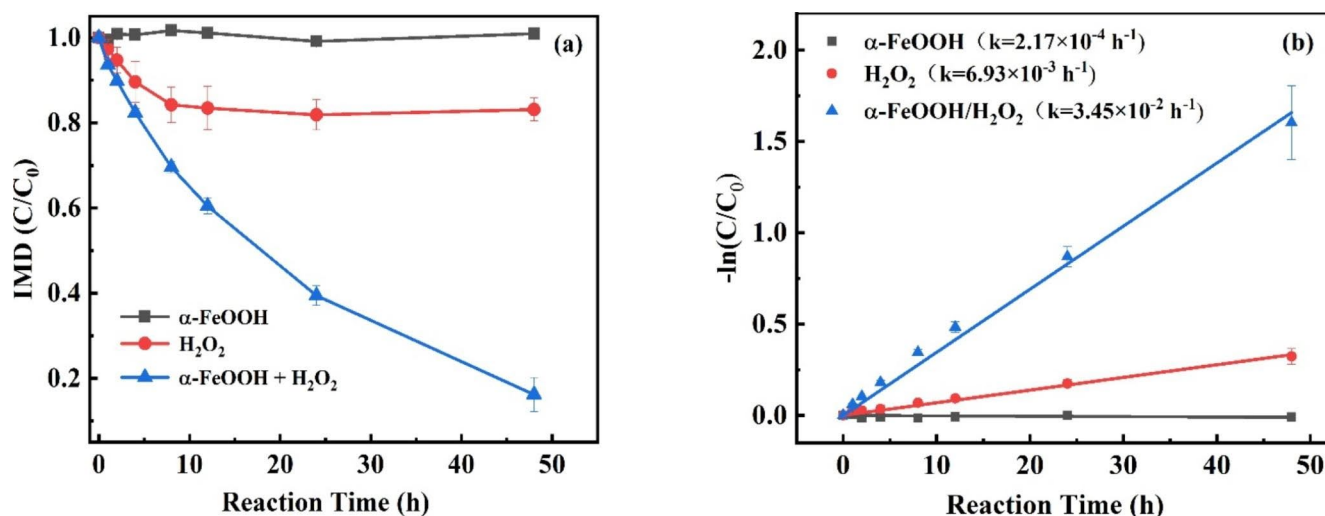 (a)
1.0
0.8
0.6
0.4
0.2
IMD (C/C₀)
α-FeOOH
H₂O₂
α-FeOOH + H₂O₂
0 10 20 30 40 50
Reaction Time (h)
(b)
2.0
1.5
1.0
0.5
0.0
-ln(C/C₀)
α-FeOOH (k=2.17×10⁻⁴ h⁻¹)
H₂O₂ (k=6.93×10⁻³ h⁻¹)
α-FeOOH/H₂O₂ (k=3.45×10⁻² h⁻¹)
0 10 20 30 40 50
Reaction Time (h)